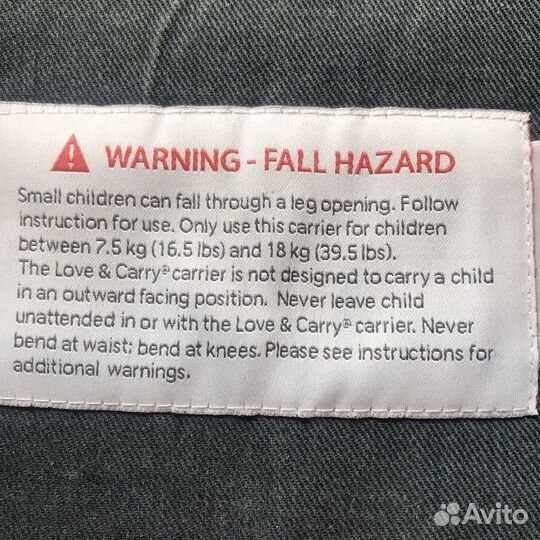 WARNING - FALL HAZARD
Small children can fall through a leg opening. Follow
instruction for use. Only use this carrier for children
between 7.5 kg (16.5 lbs) and 18 kg (39.5 lbs).
The Love & Carry® carrier is not designed to carry a child
in an outward facing position. Never leave child
unattended in or with the Love & Carry® carrier. Never
bend at waist; bend at knees. Please see instructions for
additional warnings.
Avito